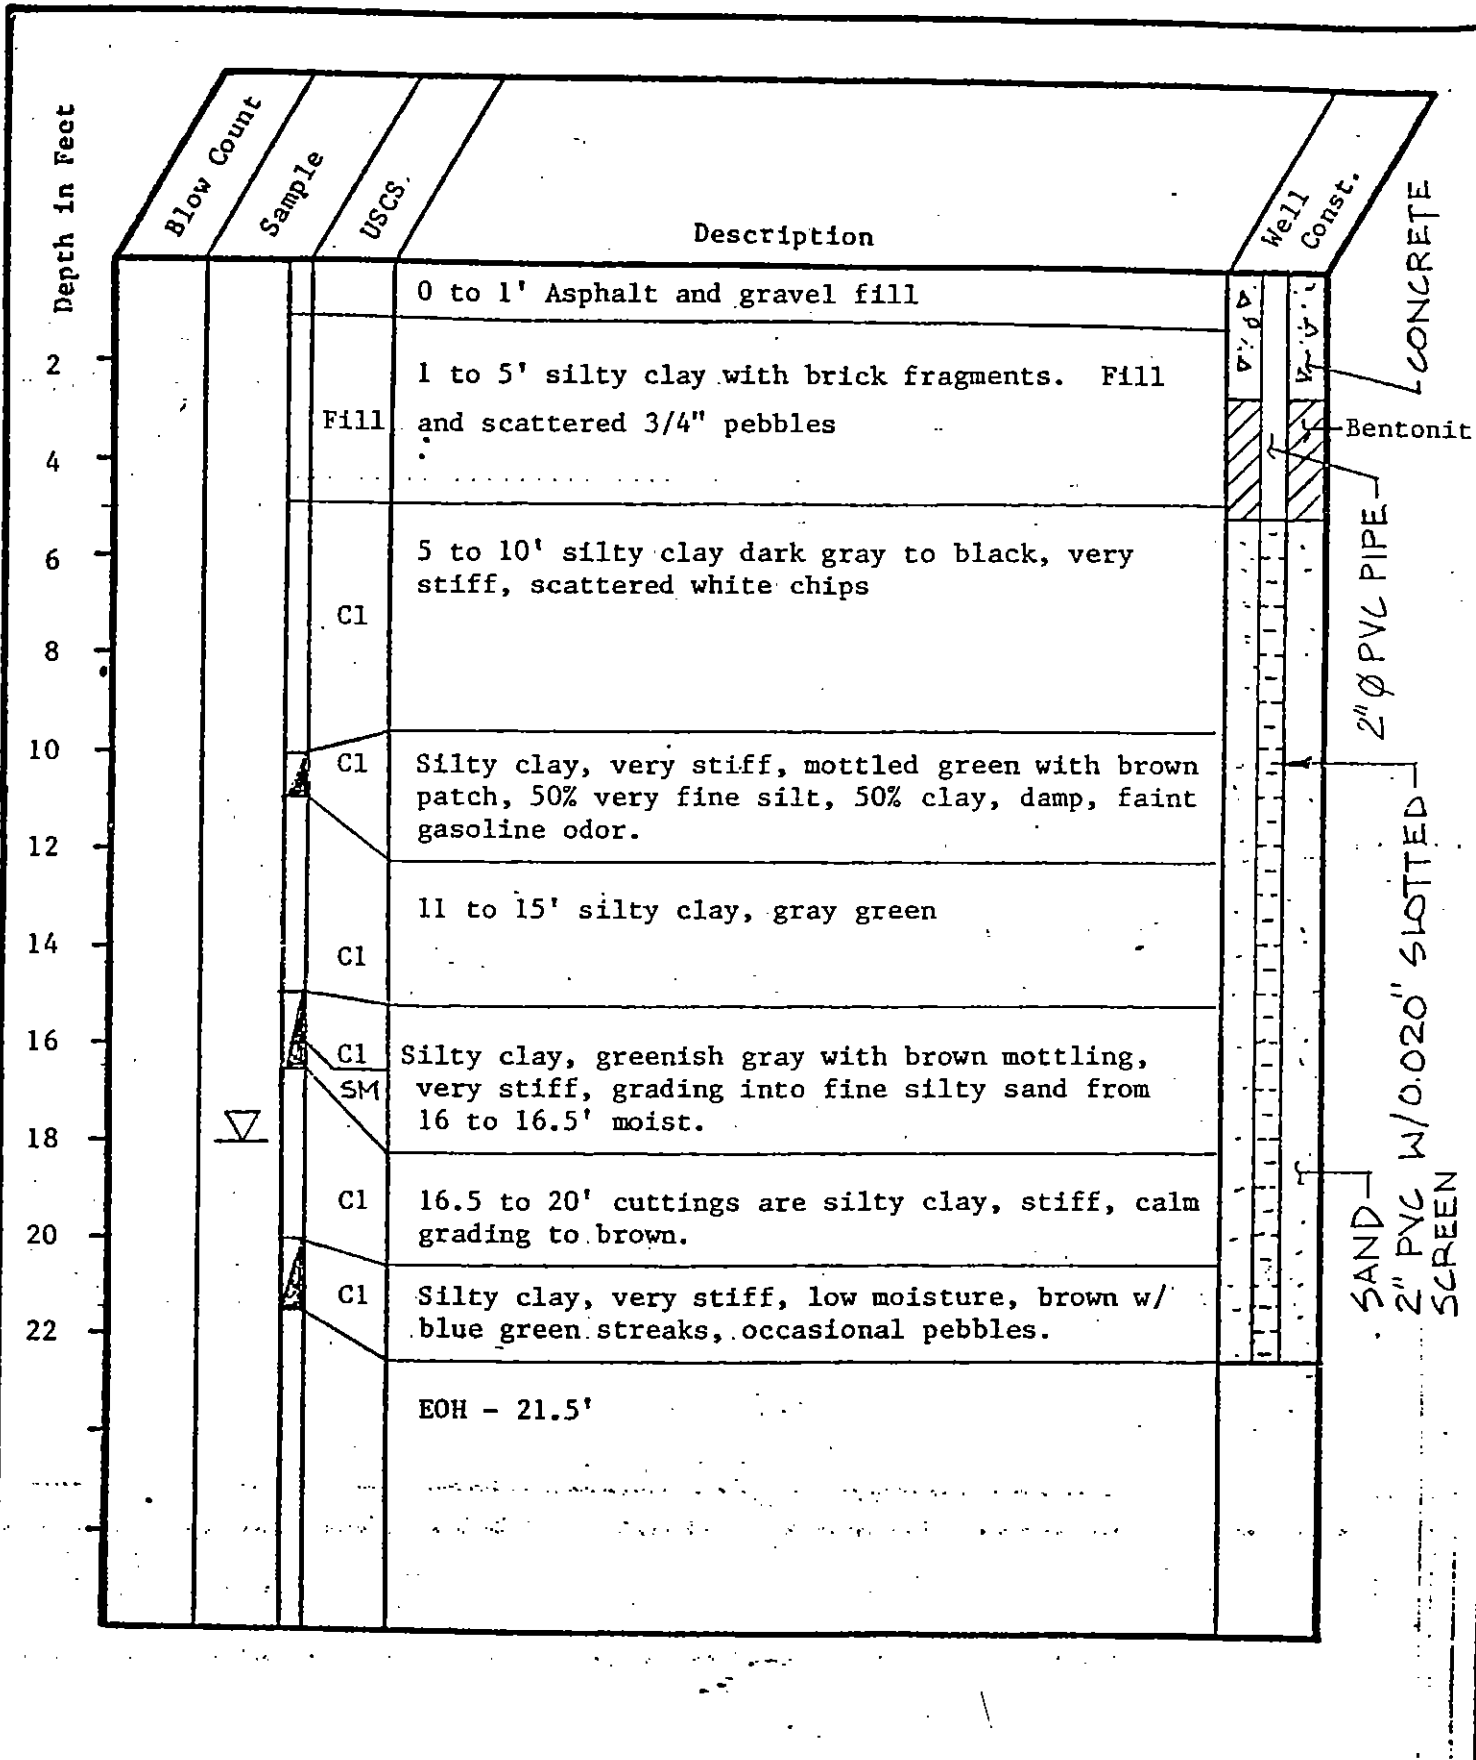 Depth in Feet
Blow Count
Sample
USCS.
Description
Well
Const.
0 to 1' Asphalt and gravel fill
2
1 to 5' silty clay with brick fragments. Fill
Fill
and scattered 3/4" pebbles
4
CONCRETE
Bentonit
2" Ø PVC PIPE
6
5 to 10' silty clay dark gray to black, very
stiff, scattered white chips
Cl
8
10
Cl
Silty clay, very stiff, mottled green with brown
patch, 50% very fine silt, 50% clay, damp, faint
gasoline odor.
12
11 to 15' silty clay, gray green
14
Cl
16
Cl
SM
Silty clay, greenish gray with brown mottling,
very stiff, grading into fine silty sand from
16 to 16.5' moist.
18
Cl
16.5 to 20' cuttings are silty clay, stiff, calm
grading to brown.
20
Cl
Silty clay, very stiff, low moisture, brown w/
blue green streaks, occasional pebbles.
22
SAND
2" PVC W/0.020" SLOTTED
SCREEN
EOH - 21.5'